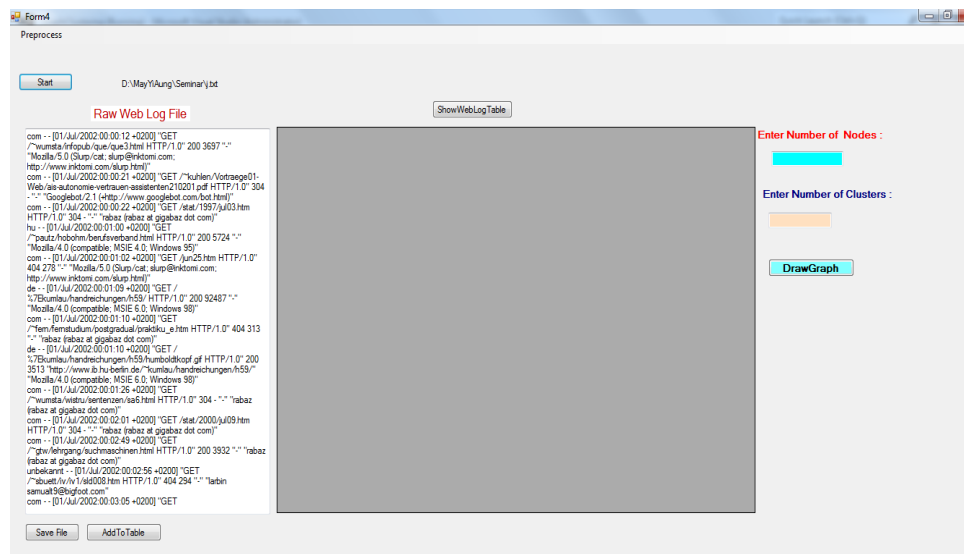 Form4
Preprocess
Start
D:\MayYiAung\Seminar\j.txt
Raw Web Log File
ShowWebLogTable
com - - [01/Jul/2002:00:00:12 +0200] "GET
/~wumsta/infopub/que/que3.html HTTP/1.0" 200 3697 "-"
"Mozilla/5.0 (Slurp/cat; slurp@inktomi.com;
http://www.inktomi.com/slurp.html)"
com - - [01/Jul/2002:00:00:21 +0200] "GET /~kuhlen/Vortraege01-
Web/ais-autonomie-vertrauen-assistenten210201.pdf HTTP/1.0" 304
- "-" "Googlebot/2.1 (+http://www.googlebot.com/bot.html)"
com - - [01/Jul/2002:00:00:22 +0200] "GET /stat/1997/jul03.htm
HTTP/1.0" 304 - "-" "rabaz (rabaz at gigabaz dot com)"
hu - - [01/Jul/2002:00:01:00 +0200] "GET
/~pautz/hobohm/berufsverband.html HTTP/1.0" 200 5724 "-"
"Mozilla/4.0 (compatible; MSIE 4.0; Windows 95)"
com - - [01/Jul/2002:00:01:02 +0200] "GET /jun25.htm HTTP/1.0"
404 278 "-" "Mozilla/5.0 (Slurp/cat; slurp@inktomi.com;
http://www.inktomi.com/slurp.html)"
de - - [01/Jul/2002:00:01:09 +0200] "GET /
%7Ekumlau/handreichungen/h59/ HTTP/1.0" 200 92487 "-"
"Mozilla/4.0 (compatible; MSIE 6.0; Windows 98)"
com - - [01/Jul/2002:00:01:10 +0200] "GET
/~fern/fernstudium/postgradual/praktiku_e.htm HTTP/1.0" 404 313
"-" "rabaz (rabaz at gigabaz dot com)"
de - - [01/Jul/2002:00:01:10 +0200] "GET /
%7Ekumlau/handreichungen/h59/humboldtkopf.gif HTTP/1.0" 200
3513 "http://www.ib.hu-berlin.de/~kumlau/handreichungen/h59/"
"Mozilla/4.0 (compatible; MSIE 6.0; Windows 98)"
com - - [01/Jul/2002:00:01:26 +0200] "GET
/~wumsta/wistru/sentenzen/sa6.html HTTP/1.0" 304 - "-" "rabaz
(rabaz at gigabaz dot com)"
com - - [01/Jul/2002:00:02:01 +0200] "GET /stat/2000/jul09.htm
HTTP/1.0" 304 - "-" "rabaz (rabaz at gigabaz dot com)"
com - - [01/Jul/2002:00:02:49 +0200] "GET
/~gtw/lehrgang/suchmaschinen.html HTTP/1.0" 200 3932 "-" "rabaz
(rabaz at gigabaz dot com)"
unbekannt - - [01/Jul/2002:00:02:56 +0200] "GET
/~sbuett/iv/iv1/sld008.htm HTTP/1.0" 404 294 "-" "larbin
samualt9@bigfoot.com"
com - - [01/Jul/2002:00:03:05 +0200] "GET
Enter Number of Nodes :
Enter Number of Clusters :
DrawGraph
Save File
AddToTable